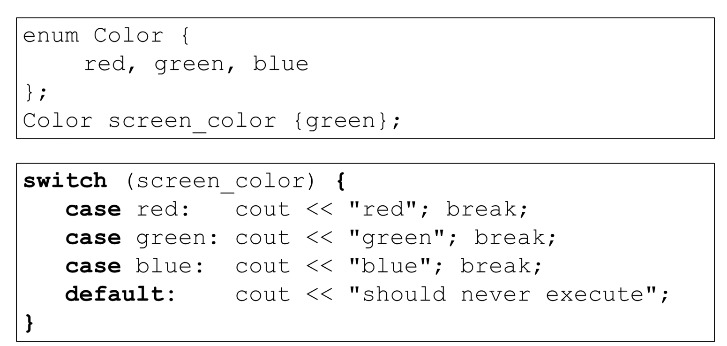 enum Color {
     red, green, blue
};
Color screen_color {green};
switch (screen_color) {
   case red:   cout << "red"; break;
   case green: cout << "green"; break;
   case blue:  cout << "blue"; break;
   default:    cout << "should never execute";
}